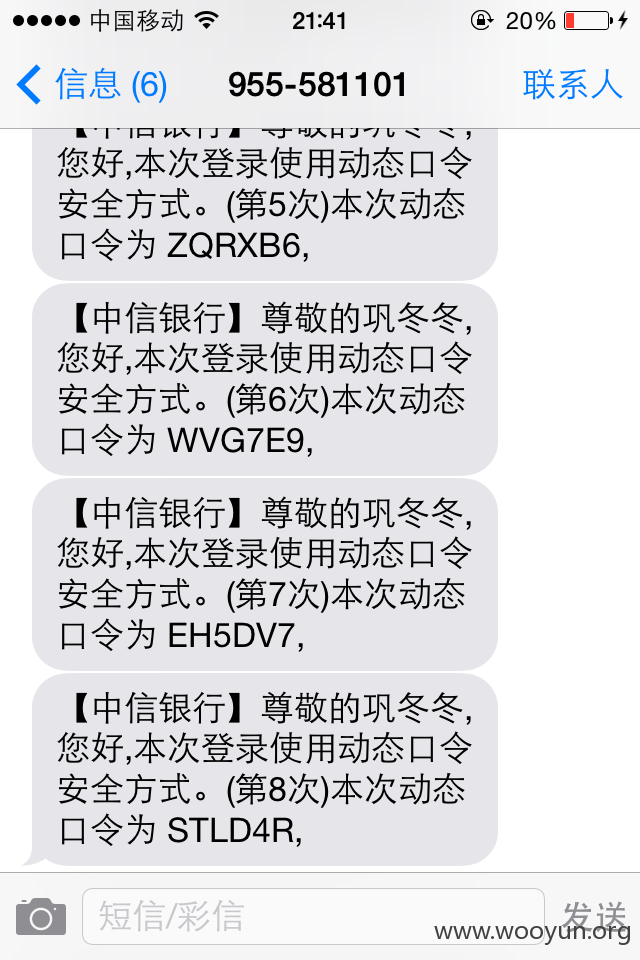 中国移动 21:41 20%
信息 (6) 955-581101 联系人
【中信银行】尊敬的巩冬冬,
您好,本次登录使用动态口令
安全方式。(第5次)本次动态
口令为 ZQRXB6,
【中信银行】尊敬的巩冬冬,
您好,本次登录使用动态口令
安全方式。(第6次)本次动态
口令为 WVG7E9,
【中信银行】尊敬的巩冬冬,
您好,本次登录使用动态口令
安全方式。(第7次)本次动态
口令为 EH5DV7,
【中信银行】尊敬的巩冬冬,
您好,本次登录使用动态口令
安全方式。(第8次)本次动态
口令为 STLD4R,
短信/彩信 发送
www.wooyun.org